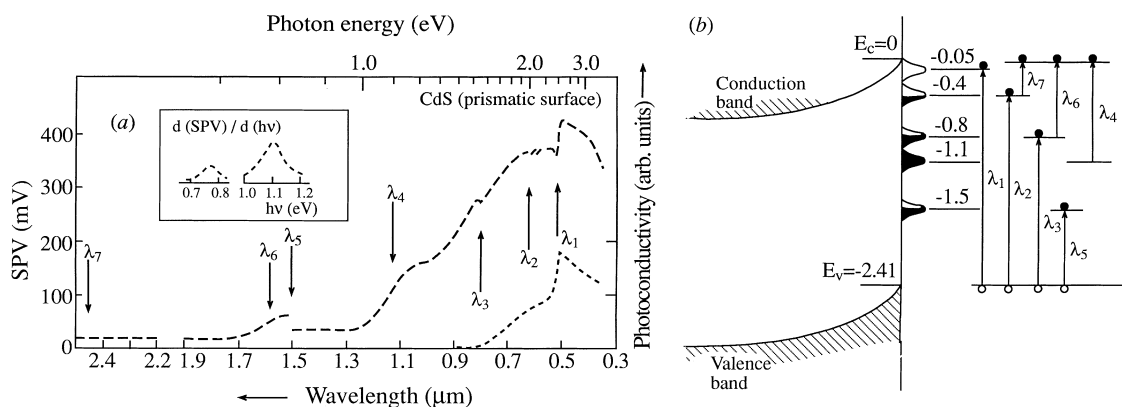 Photon energy (eV)
1.0 2.0 3.0
CdS (prismatic surface)
(a)
d (SPV) / d (hν)
0.7 0.8 1.0 1.1 1.2
hν (eV)
SPV (mV)
400
300
200
100
0
λ7
λ6
λ5
λ4
λ3
λ2
λ1
2.4 2.2 1.9 1.7 1.5 1.3 1.1 0.9 0.7 0.5 0.3
Wavelength (μm)
Photoconductivity (arb. units)
(b)
Ec=0
Conduction
band
-0.05
-0.4
-0.8
-1.1
-1.5
λ7
λ6
λ4
λ1
λ2
λ3
λ5
Ev=-2.41
Valence
band